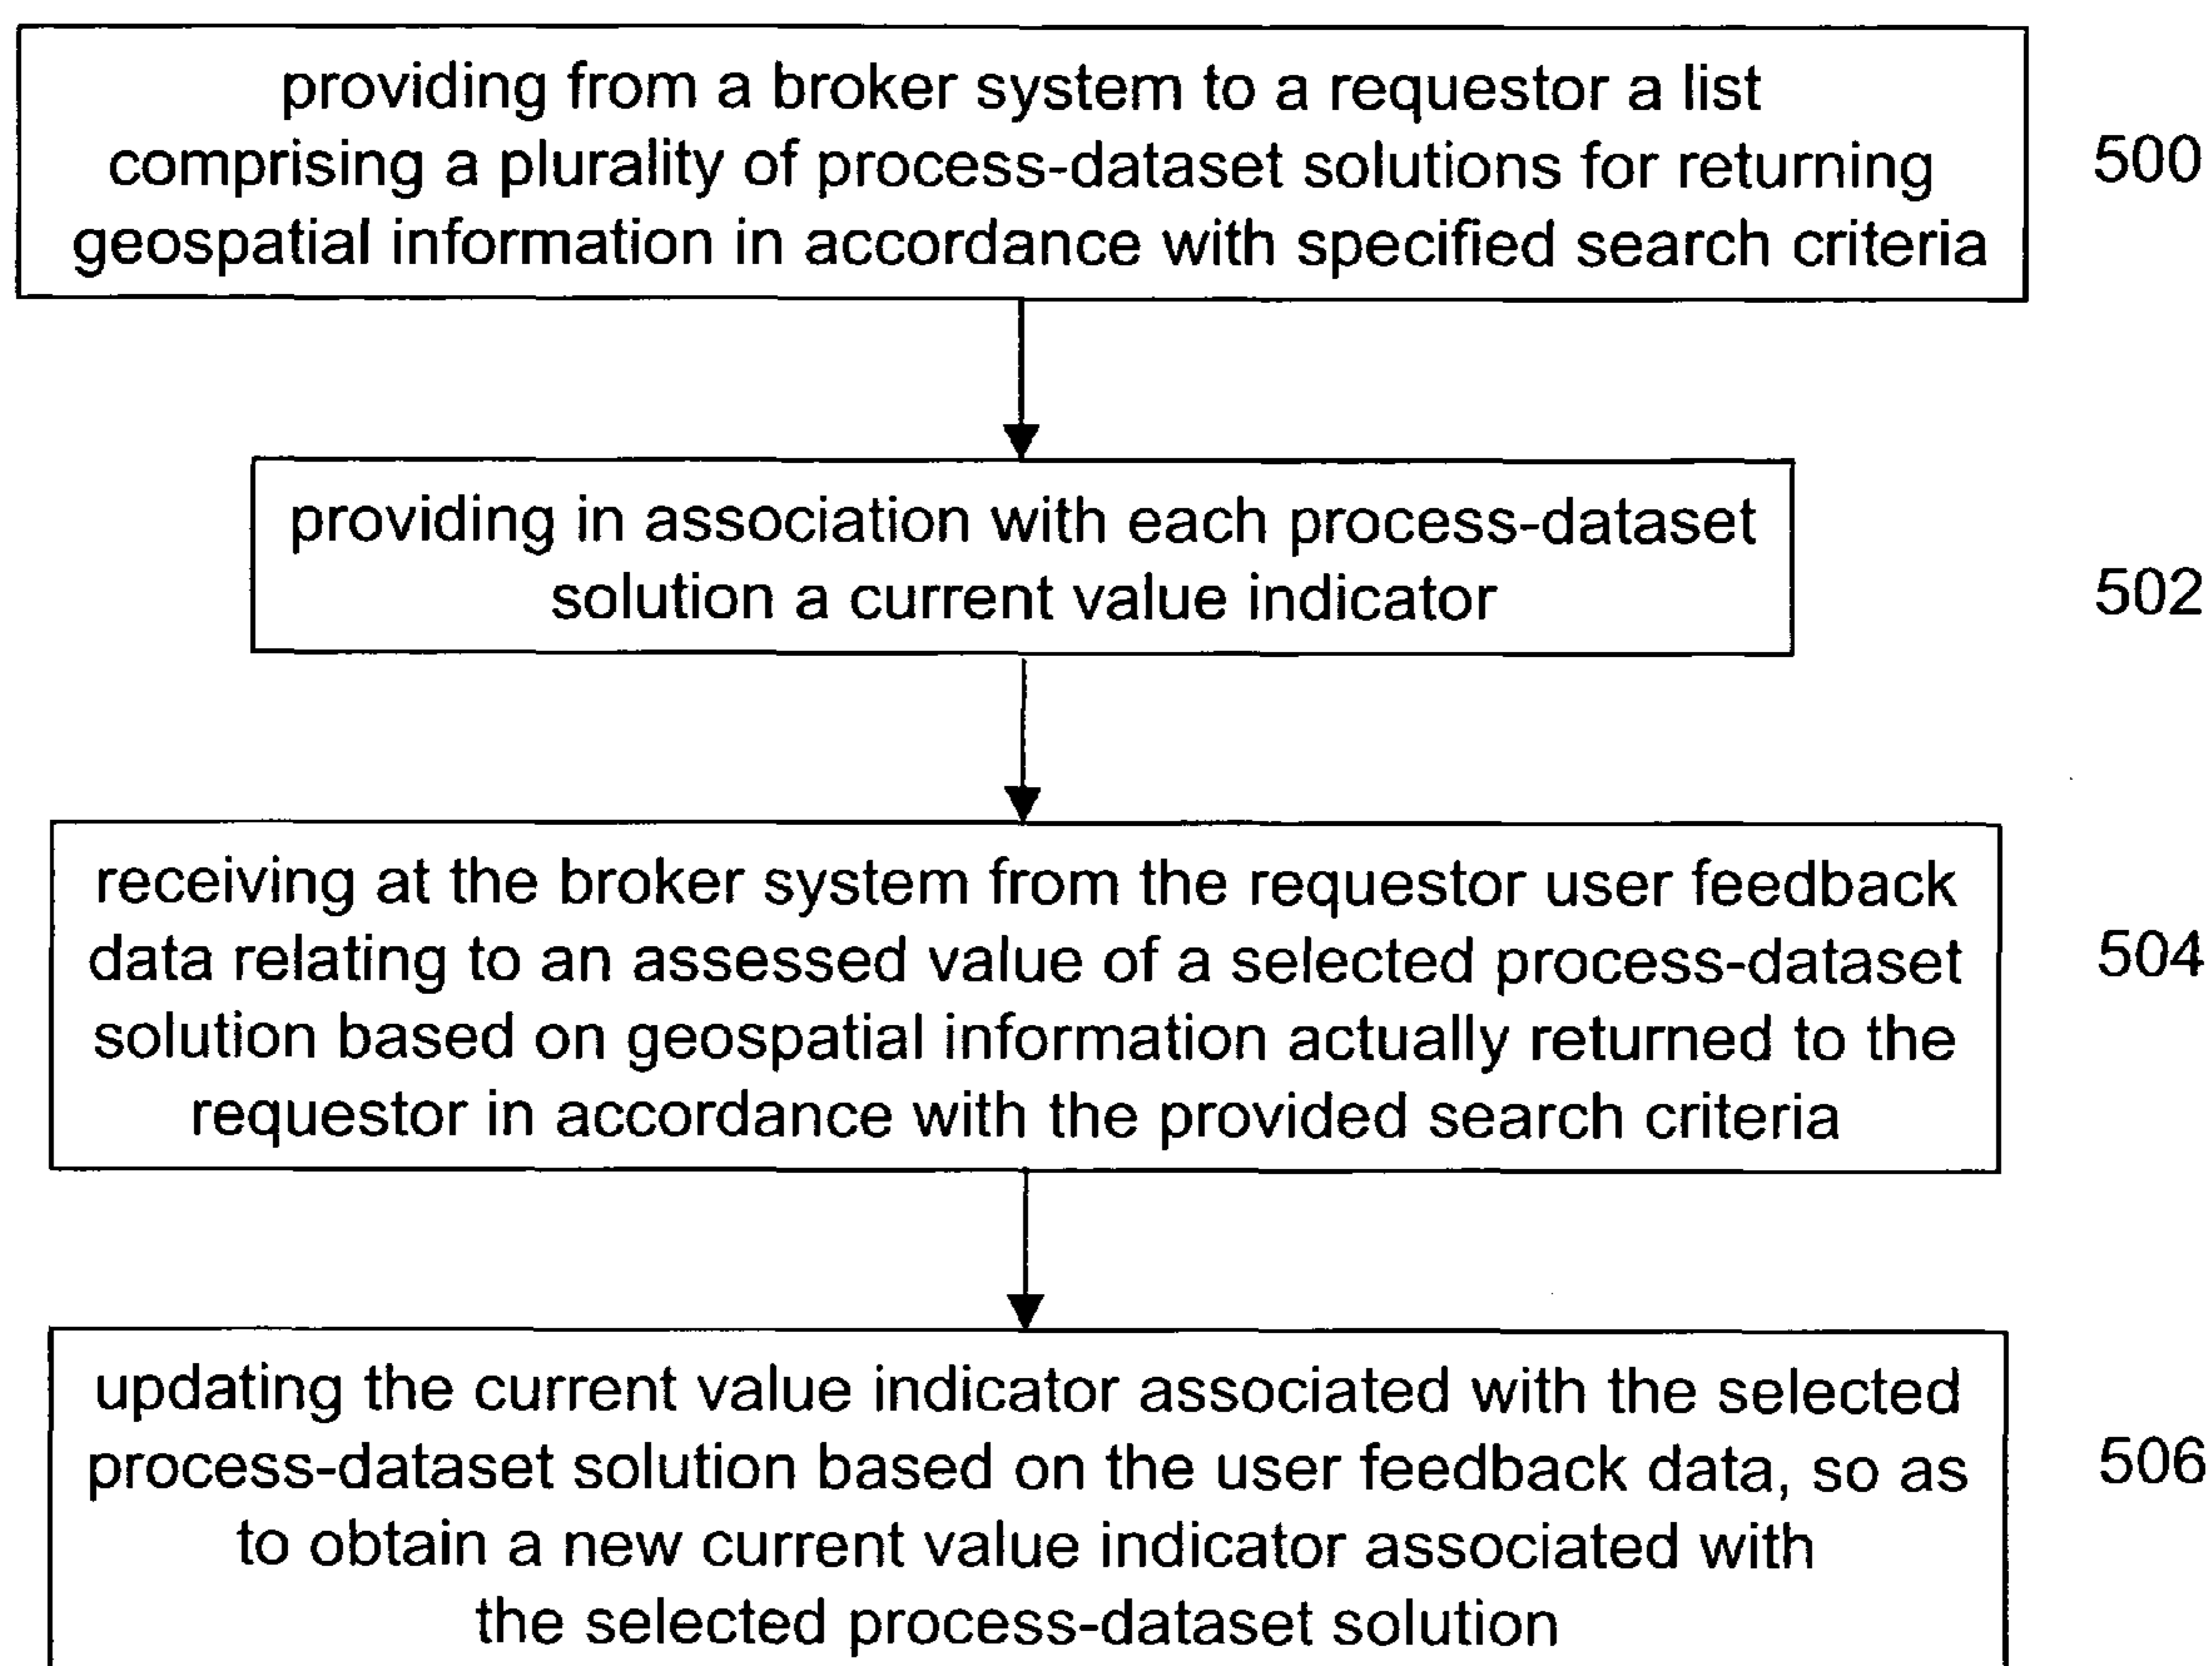 providing from a broker system to a requestor a list
comprising a plurality of process-dataset solutions for returning
geospatial information in accordance with specified search criteria
500
providing in association with each process-dataset
solution a current value indicator
502
receiving at the broker system from the requestor user feedback
data relating to an assessed value of a selected process-dataset
solution based on geospatial information actually returned to the
requestor in accordance with the provided search criteria
504
updating the current value indicator associated with the selected
process-dataset solution based on the user feedback data, so as
to obtain a new current value indicator associated with
the selected process-dataset solution
506